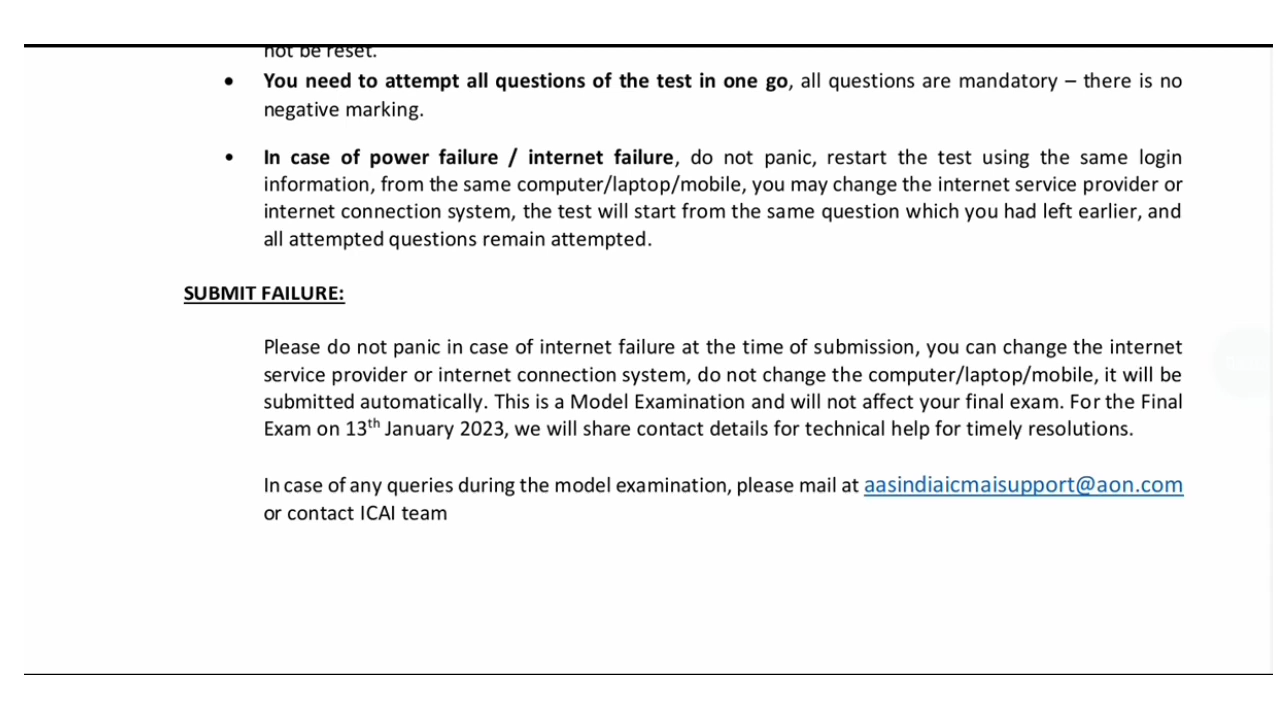 not be reset.
• You need to attempt all questions of the test in one go, all questions are mandatory – there is no
negative marking.
• In case of power failure / internet failure, do not panic, restart the test using the same login
information, from the same computer/laptop/mobile, you may change the internet service provider or
internet connection system, the test will start from the same question which you had left earlier, and
all attempted questions remain attempted.
SUBMIT FAILURE:
Please do not panic in case of internet failure at the time of submission, you can change the internet
service provider or internet connection system, do not change the computer/laptop/mobile, it will be
submitted automatically. This is a Model Examination and will not affect your final exam. For the Final
Exam on 13th January 2023, we will share contact details for technical help for timely resolutions.
In case of any queries during the model examination, please mail at aasindiaicmaisupport@aon.com
or contact ICAI team